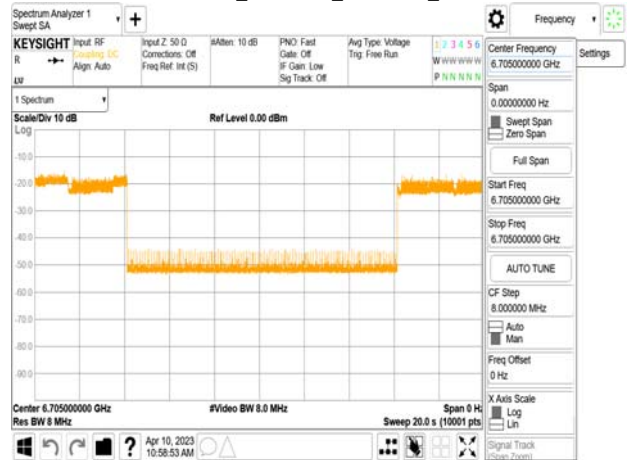 Spectrum Analyzer 1
Swept SA
+
Frequency
KEYSIGHT
Input: RF
Coupling: DC
Align: Auto
Input Z: 50 Ω
Corrections: Off
Freq Ref: Int (S)
#Atten: 10 dB
PNO: Fast
Gate: Off
IF Gain: Low
Sig Track: Off
Avg Type: Voltage
Trig: Free Run
1 2 3 4 5 6
W W W W W W
P N N N N N
R
LW
Center Frequency
6.705000000 GHz
Settings
Span
0.00000000 Hz
Swept Span
Zero Span
Full Span
Start Freq
6.705000000 GHz
Stop Freq
6.705000000 GHz
AUTO TUNE
CF Step
8.000000 MHz
Auto
Man
Freq Offset
0 Hz
X Axis Scale
Log
Lin
Signal Track
(Span Zoom)
1 Spectrum
Scale/Div 10 dB
Ref Level 0.00 dBm
Log
-10.0
-20.0
-30.0
-40.0
-50.0
-60.0
-70.0
-80.0
-90.0
Center 6.705000000 GHz
#Video BW 8.0 MHz
Span 0 Hz
Res BW 8 MHz
Sweep 20.0 s (10001 pts
?
Apr 10, 2023
10:58:53 AM